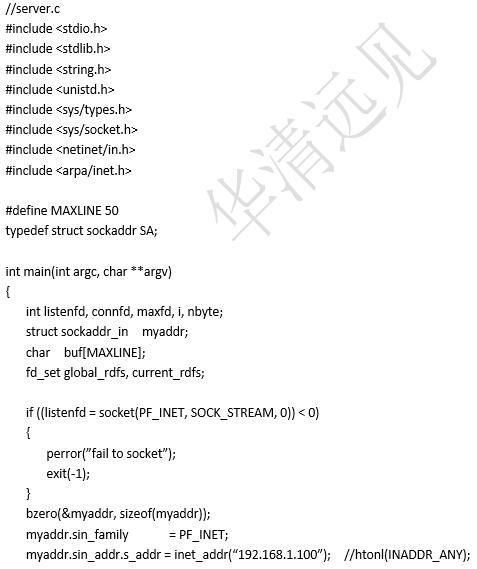 //server.c
#include <stdio.h>
#include <stdlib.h>
#include <string.h>
#include <unistd.h>
#include <sys/types.h>
#include <sys/socket.h>
#include <netinet/in.h>
#include <arpa/inet.h>

#define MAXLINE 50
typedef struct sockaddr SA;

int main(int argc, char **argv)
{
    int listenfd, connfd, maxfd, i, nbyte;
    struct sockaddr_in    myaddr;
    char    buf[MAXLINE];
    fd_set global_rdfs, current_rdfs;

    if ((listenfd = socket(PF_INET, SOCK_STREAM, 0)) < 0)
    {
        perror(”fail to socket”);
        exit(-1);
    }
    bzero(&myaddr, sizeof(myaddr));
    myaddr.sin_family        = PF_INET;
    myaddr.sin_addr.s_addr = inet_addr(“192.168.1.100”);    //htonl(INADDR_ANY);
华清远见